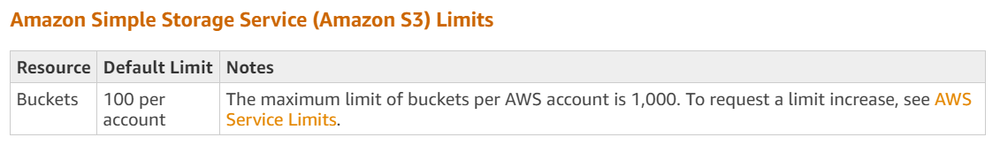 Amazon Simple Storage Service (Amazon S3) Limits
Resource Default Limit Notes
Buckets 100 per account The maximum limit of buckets per AWS account is 1,000. To request a limit increase, see AWS Service Limits.